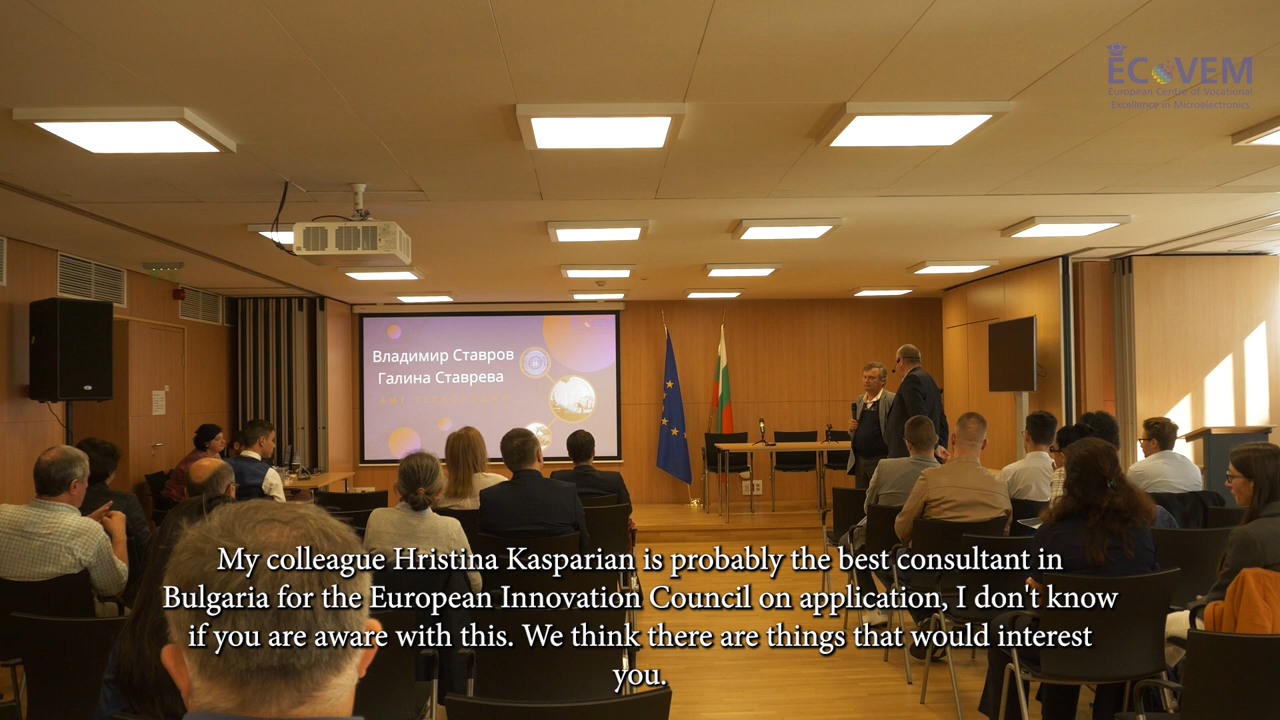 ECOVEM
European Centre of Vocational
Excellence in Microelectronics
Владимир Ставров
Галина Ставрева
My colleague Hristina Kasparian is probably the best consultant in
Bulgaria for the European Innovation Council on application, I don't know
if you are aware with this. We think there are things that would interest
you.